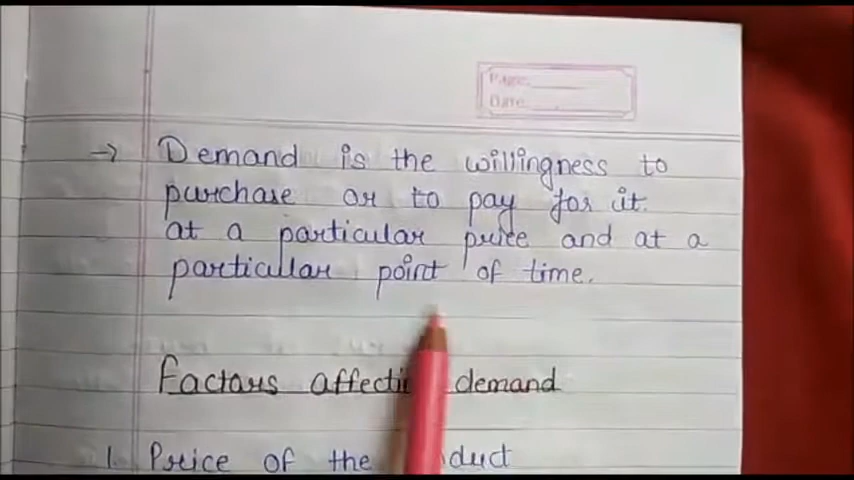 Page
Date
→ Demand is the willingness to
purchase or to pay for it.
at a particular price and at a
particular point of time.
Factors affecti demand
1. Price of the duct